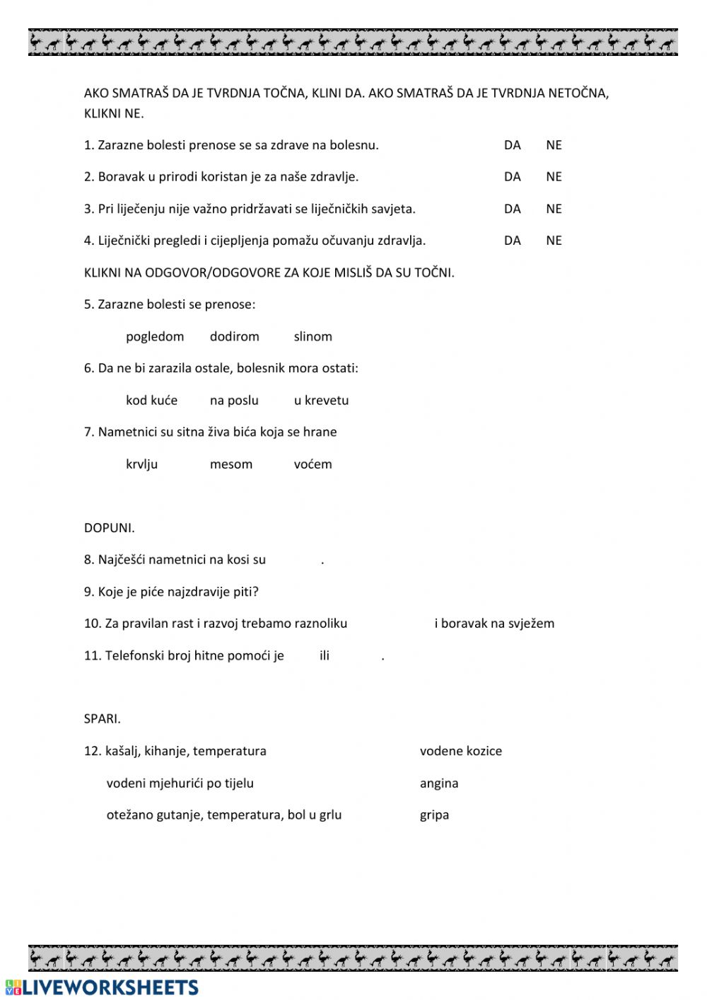 AKO SMATRAŠ DA JE TVRDNJA TOČNA, KLINI DA. AKO SMATRAŠ DA JE TVRDNJA NETOČNA,
KLIKNI NE.
1. Zarazne bolesti prenose se sa zdrave na bolesnu. DA NE
2. Boravak u prirodi koristan je za naše zdravlje. DA NE
3. Pri liječenju nije važno pridržavati se liječničkih savjeta. DA NE
4. Liječnički pregledi i cijepljenja pomažu očuvanju zdravlja. DA NE
KLIKNI NA ODGOVOR/ODGOVORE ZA KOJE MISLIŠ DA SU TOČNI.
5. Zarazne bolesti se prenose:
pogledom dodirom slinom
6. Da ne bi zarazila ostale, bolesnik mora ostati:
kod kuće na poslu u krevetu
7. Nametnici su sitna živa bića koja se hrane
krvlju mesom voćem
DOPUNI.
8. Najčešći nametnici na kosi su .
9. Koje je piće najzdravije piti?
10. Za pravilan rast i razvoj trebamo raznoliku i boravak na svježem
11. Telefonski broj hitne pomoći je ili .
SPARI.
12. kašalj, kihanje, temperatura vodene kozice
vodeni mjehurići po tijelu angina
otežano gutanje, temperatura, bol u grlu gripa
LIVE LIVEWORKSHEETS